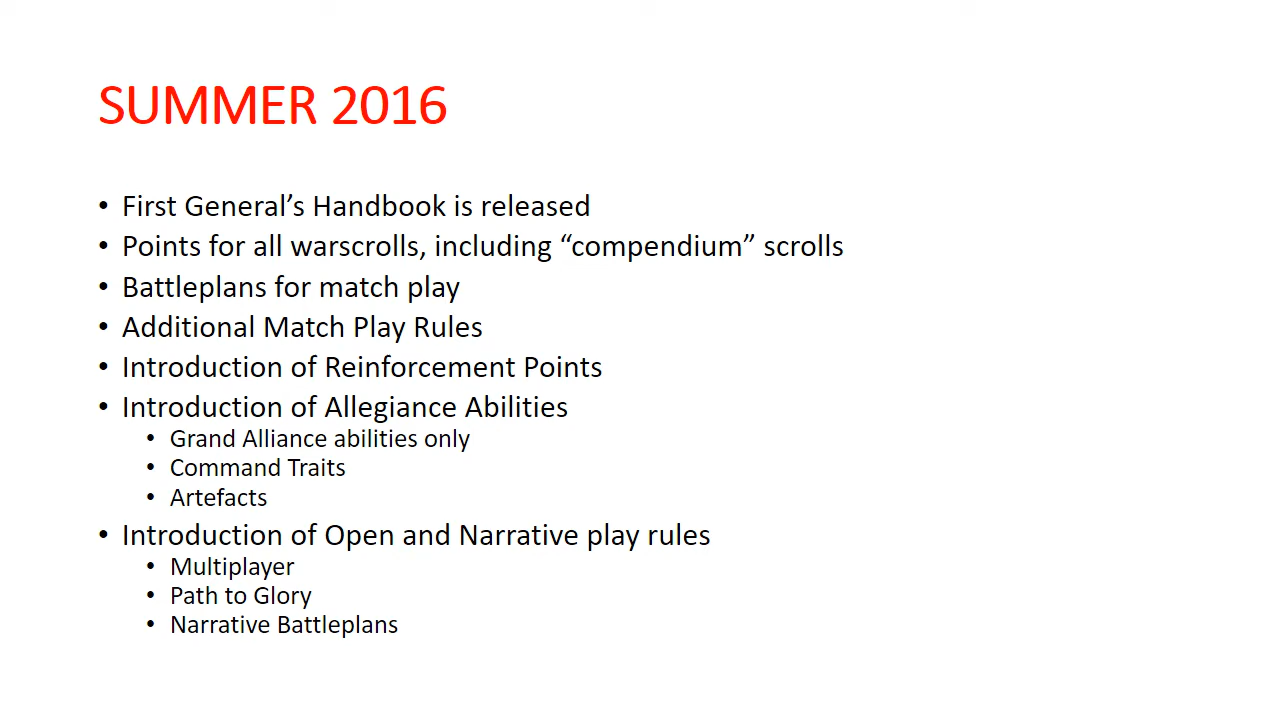 SUMMER 2016
• First General’s Handbook is released
• Points for all warscrolls, including “compendium” scrolls
• Battleplans for match play
• Additional Match Play Rules
• Introduction of Reinforcement Points
• Introduction of Allegiance Abilities
• Grand Alliance abilities only
• Command Traits
• Artefacts
• Introduction of Open and Narrative play rules
• Multiplayer
• Path to Glory
• Narrative Battleplans